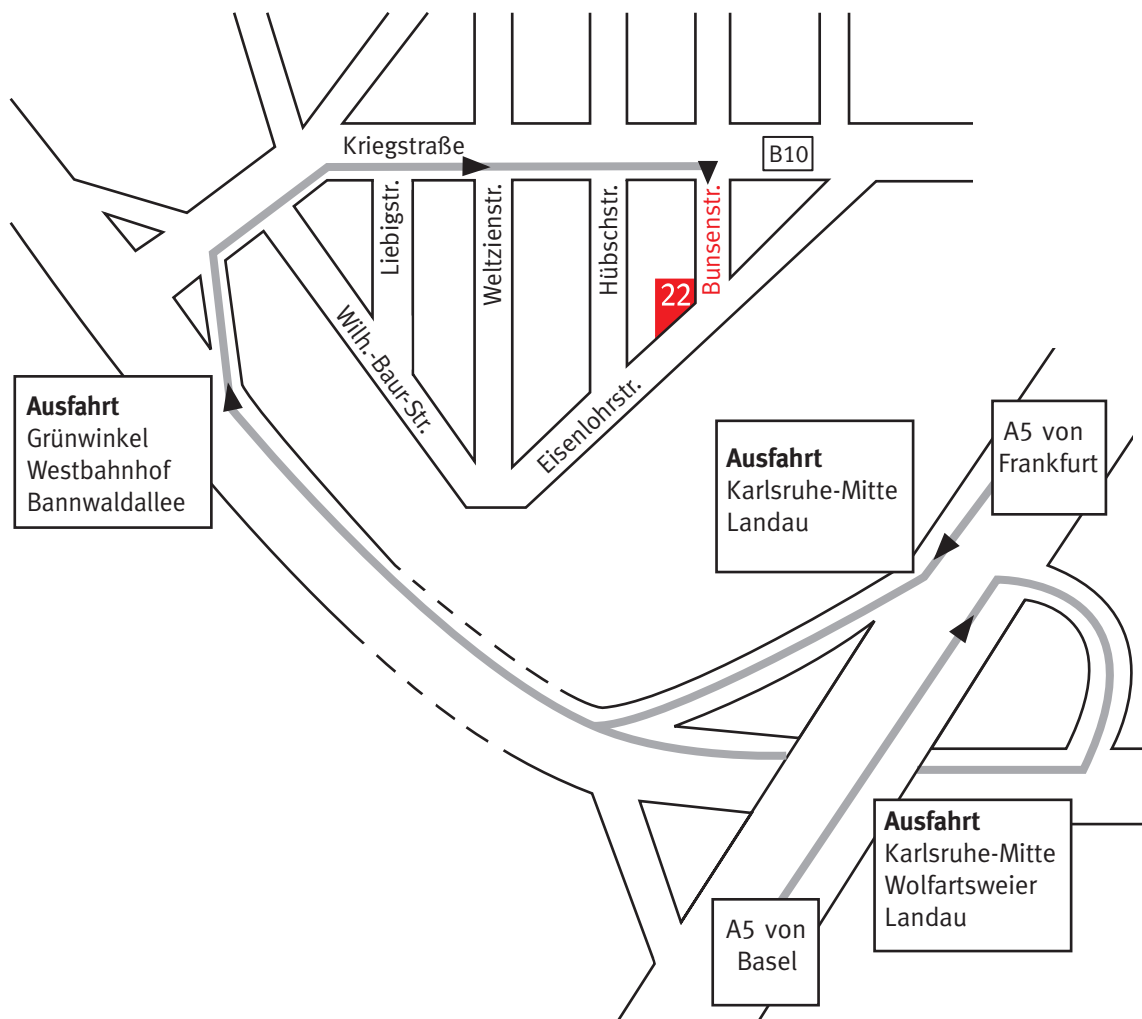 Kriegstraße
B10
Liebigstr.
Weltzienstr.
Hübschstr.
Bunsenstr.
22
Wilh.-Baur-Str.
Eisenlohrstr.
Ausfahrt
Grünwinkel
Westbahnhof
Bannwaldallee
Ausfahrt
Karlsruhe-Mitte
Landau
A5 von
Frankfurt
Ausfahrt
Karlsruhe-Mitte
Wolfartsweier
Landau
A5 von
Basel